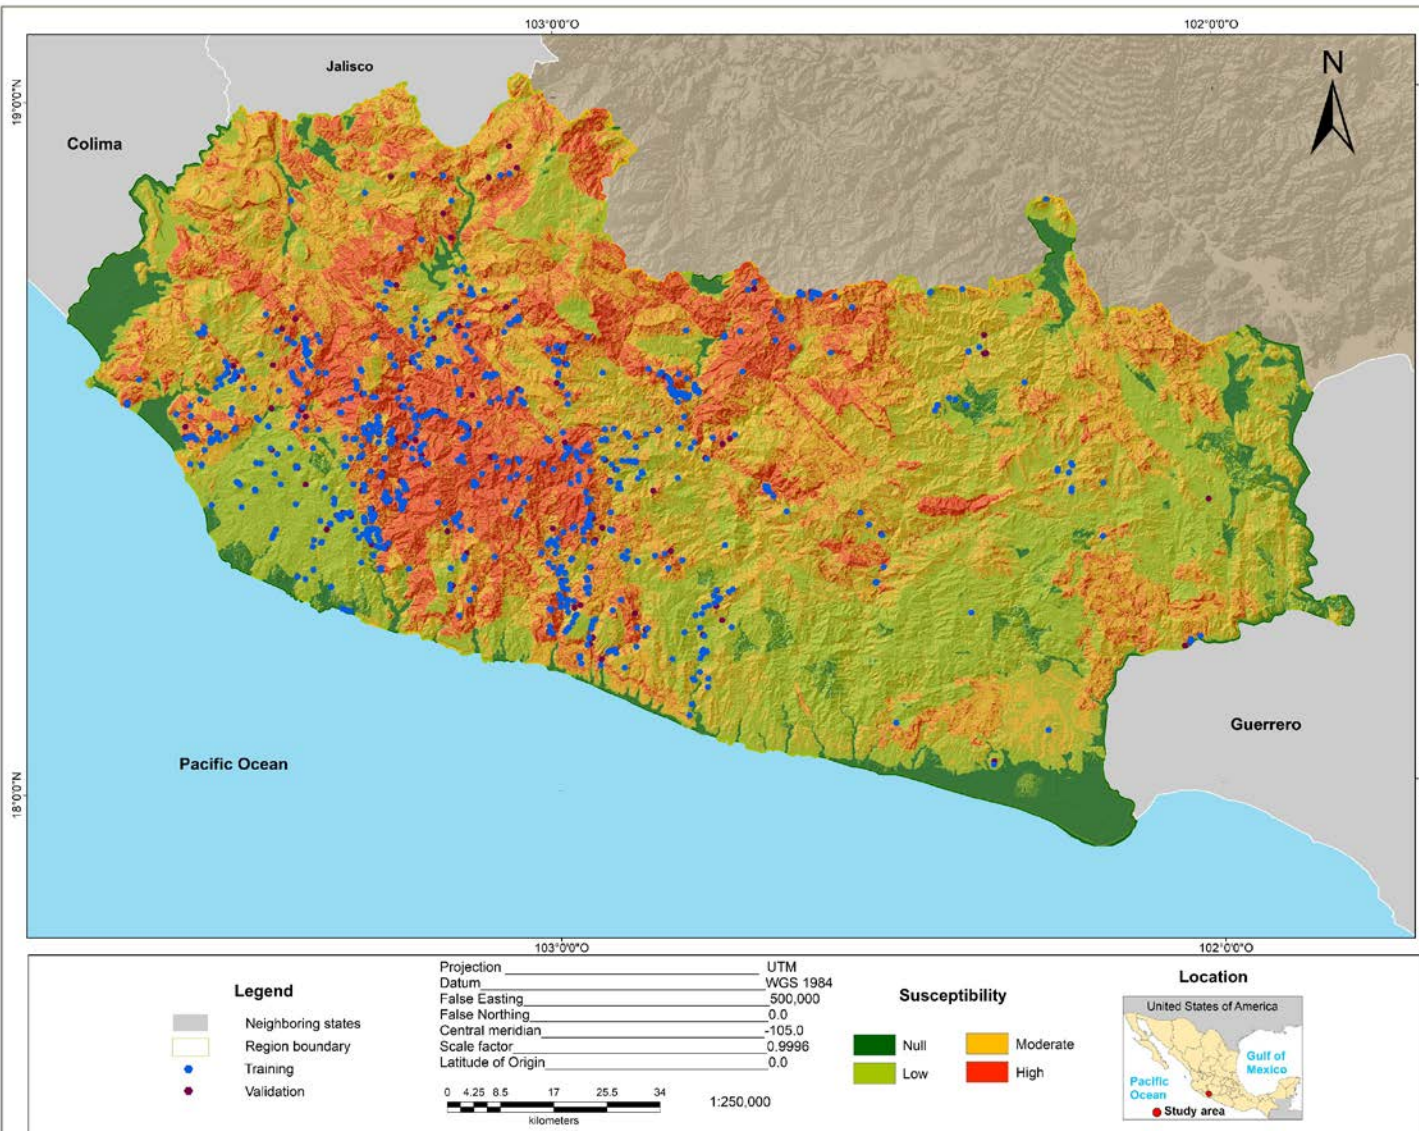 103°0'0"O
102°0'0"O
Jalisco
N
19°0'0"N
Colima
Guerrero
Pacific Ocean
18°0'0"N
103°0'0"O
102°0'0"O
Legend
Neighboring states
Region boundary
Training
Validation
Projection UTM
Datum WGS 1984
False Easting 500,000
False Northing 0.0
Central meridian -105.0
Scale factor 0.9996
Latitude of Origin 0.0
0 4.25 8.5 17 25.5 34
kilometers
1:250,000
Susceptibility
Null
Moderate
Low
High
Location
United States of America
Gulf of
Mexico
Pacific
Ocean
Study area